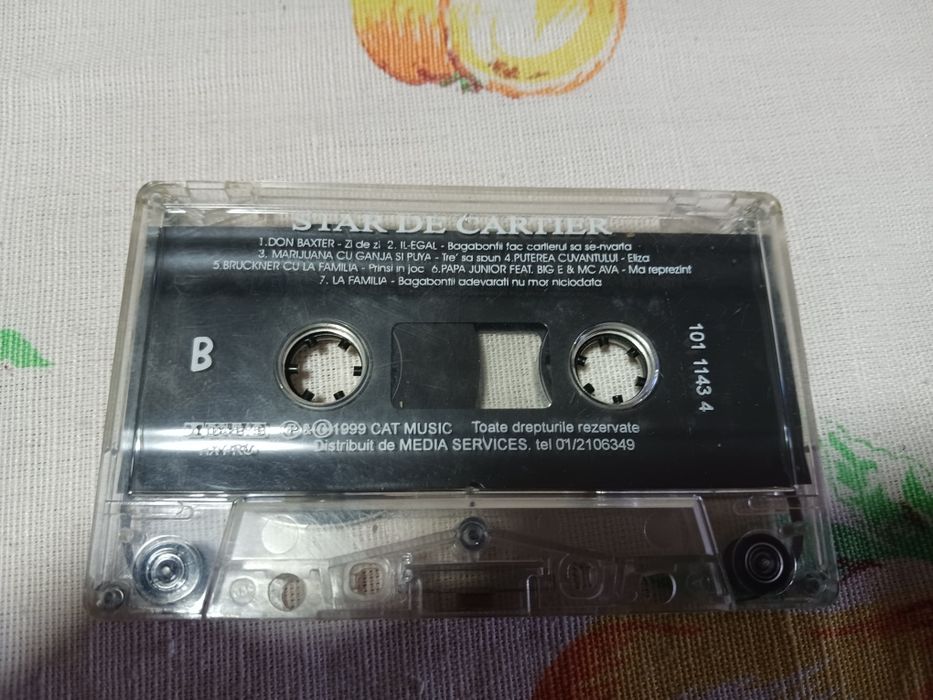 STAR DE CARTIER
1.DON BAXTER - Zi de zi 2. IL-EGAL - Bagabontii fac cartierul sa se-nvarta
3. MARIJUANA CU GANJA SI PUYA - Tre' sa spun 4.PUTEREA CUVANTULUI - Eliza
5.BRUCKNER CU LA FAMILIA - Prinsi in joc 6.PAPA JUNIOR FEAT. BIG E & MC AVA - Ma reprezint
7. LA FAMILIA - Bagabontii adevarati nu mor niciodata
B
101 1143 4
℗ & © 1999 CAT MUSIC Toate drepturile rezervate
Distribuit de MEDIA SERVICES. tel 01/2106349